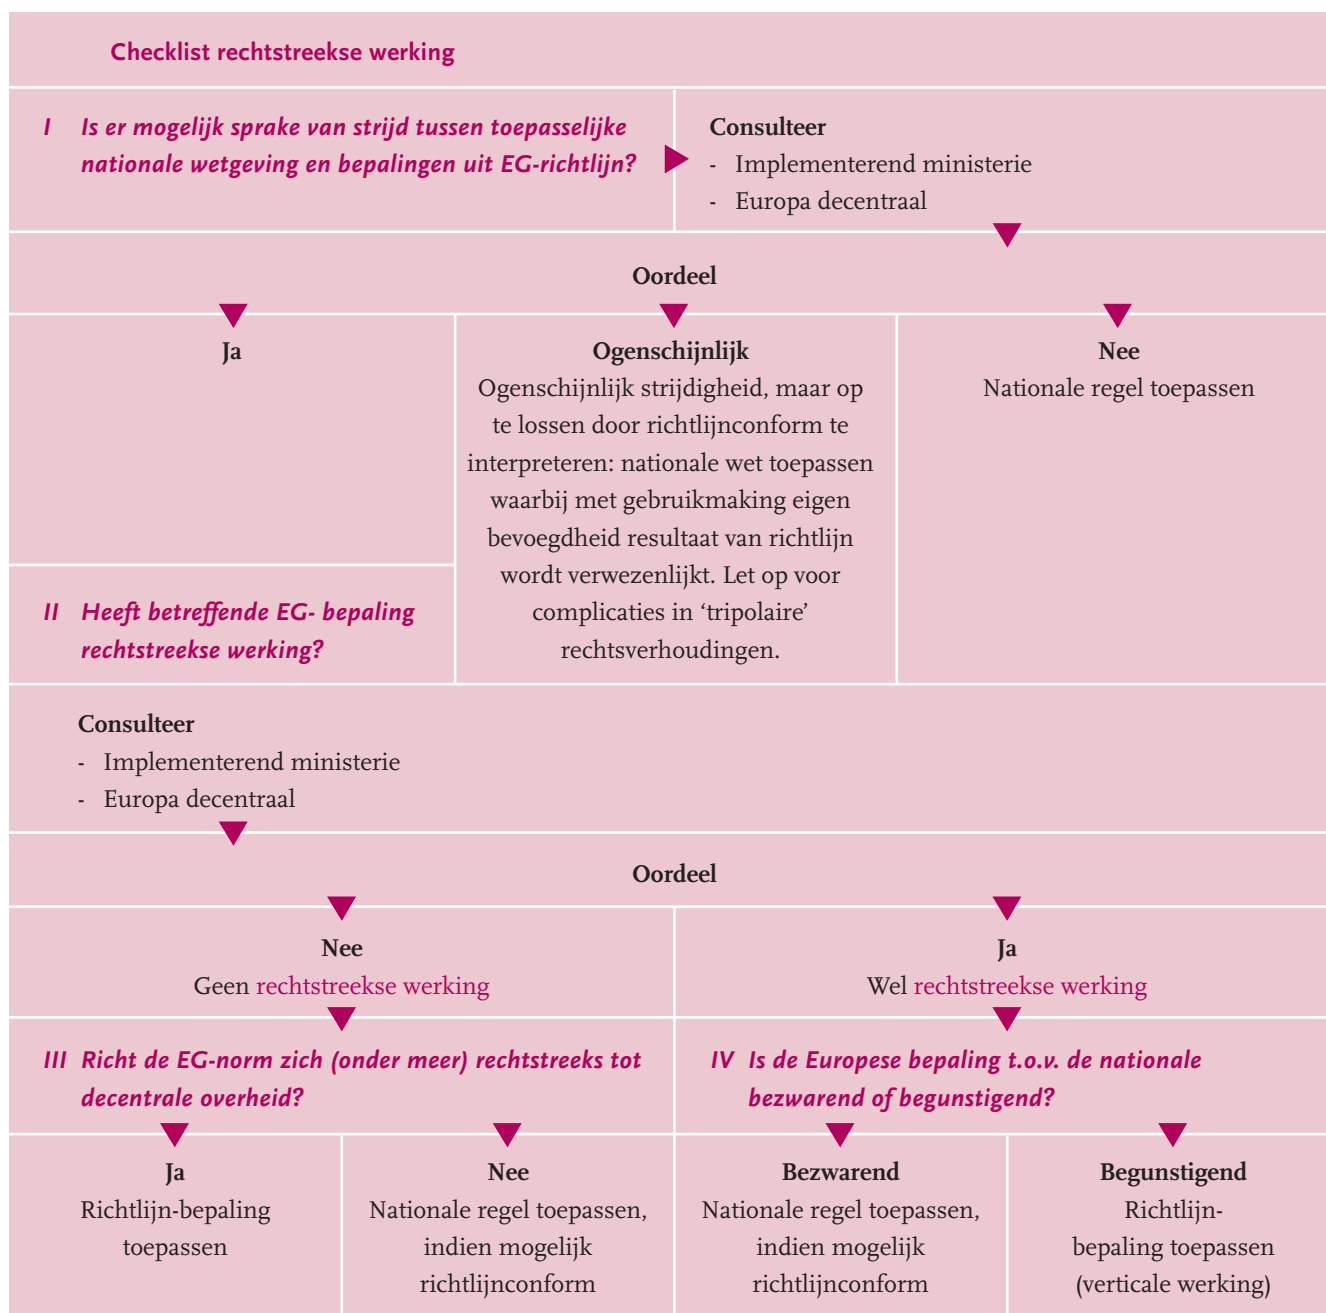 Checklist rechtstreekse werking
I Is er mogelijk sprake van strijd tussen toepasselijke
nationale wetgeving en bepalingen uit EG-richtlijn?
Consulteer
- Implementerend ministerie
- Europa decentraal
Oordeel
Ja
Ogenschijnlijk
Ogenschijnlijk strijdigheid, maar op
te lossen door richtlijnconform te
interpreteren: nationale wet toepassen
waarbij met gebruikmaking eigen
bevoegdheid resultaat van richtlijn
wordt verwezenlijkt. Let op voor
complicaties in ‘tripolaire’
rechtsverhoudingen.
Nee
Nationale regel toepassen
II Heeft betreffende EG- bepaling
rechtstreekse werking?
Consulteer
- Implementerend ministerie
- Europa decentraal
Oordeel
Nee
Geen rechtstreekse werking
Ja
Wel rechtstreekse werking
III Richt de EG-norm zich (onder meer) rechtstreeks tot
decentrale overheid?
IV Is de Europese bepaling t.o.v. de nationale
bezwarend of begunstigend?
Ja
Richtlijn-bepaling
toepassen
Nee
Nationale regel toepassen,
indien mogelijk
richtlijnconform
Bezwarend
Nationale regel toepassen,
indien mogelijk
richtlijnconform
Begunstigend
Richtlijn-
bepaling toepassen
(verticale werking)